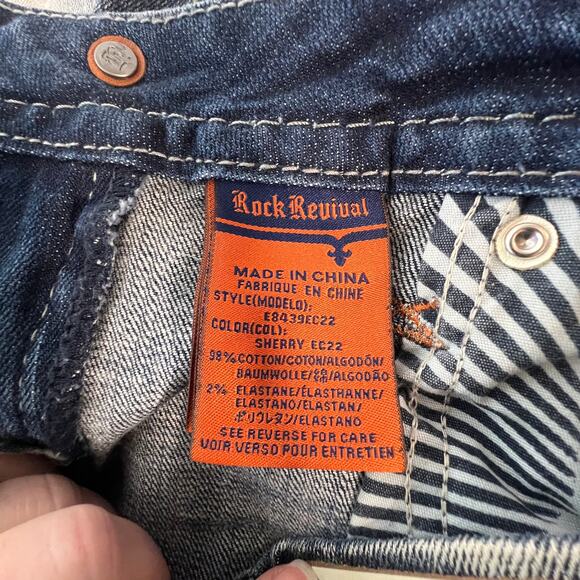 Rock Revival
MADE IN CHINA
FABRIQUE EN CHINE
STYLE(MODELO):
E8439EC22
COLOR(COL):
SHERRY EC22
98% COTTON/COTON/ALGODÓN/
BAUMWOLLE/綿/ALGODÃO
2% ELASTANE/ÉLASTHANNE/
ELASTANO/ELASTAN/
ポリウレタン/ELASTANO
SEE REVERSE FOR CARE
VOIR VERSO POUR ENTRETIEN